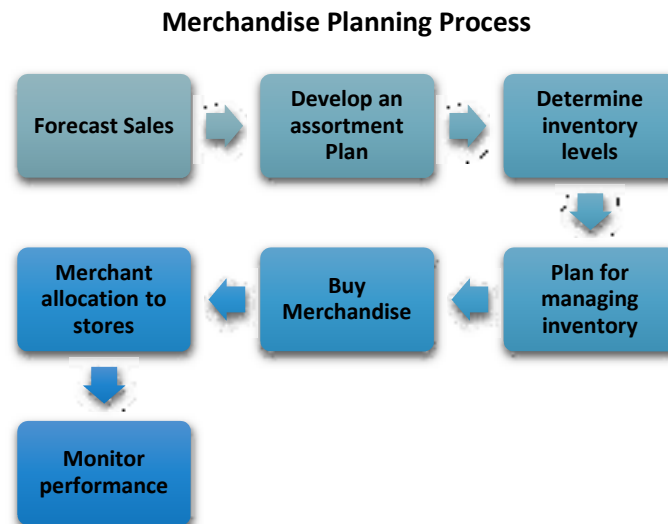 Merchandise Planning Process
Forecast Sales
Develop an
assortment
Plan
Determine
inventory
levels
Plan for
managing
inventory
Buy
Merchandise
Merchant
allocation to
stores
Monitor
performance